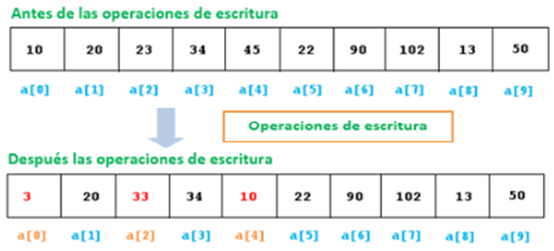 Antes de las operaciones de escritura
10 20 23 34 45 22 90 102 13 50
a[0] a[1] a[2] a[3] a[4] a[5] a[6] a[7] a[8] a[9]
Operaciones de escritura
Después las operaciones de escritura
3 20 33 34 10 22 90 102 13 50
a[0] a[1] a[2] a[3] a[4] a[5] a[6] a[7] a[8] a[9]